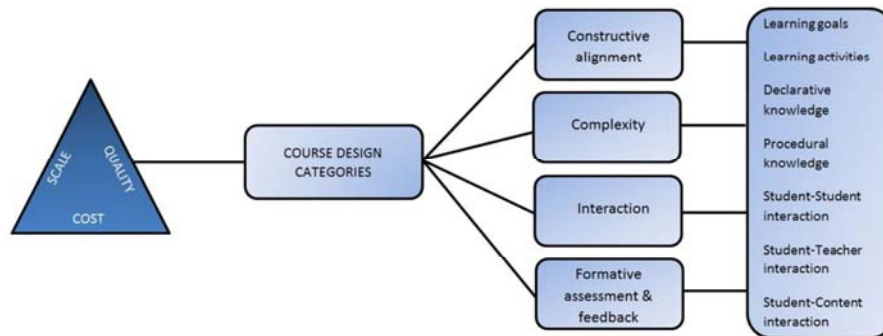 SCALE
QUALITY
COST
COURSE DESIGN
CATEGORIES
Constructive
alignment
Complexity
Interaction
Formative
assessment &
feedback
Learning goals
Learning activities
Declarative
knowledge
Procedural
knowledge
Student-Student
interaction
Student-Teacher
interaction
Student-Content
interaction